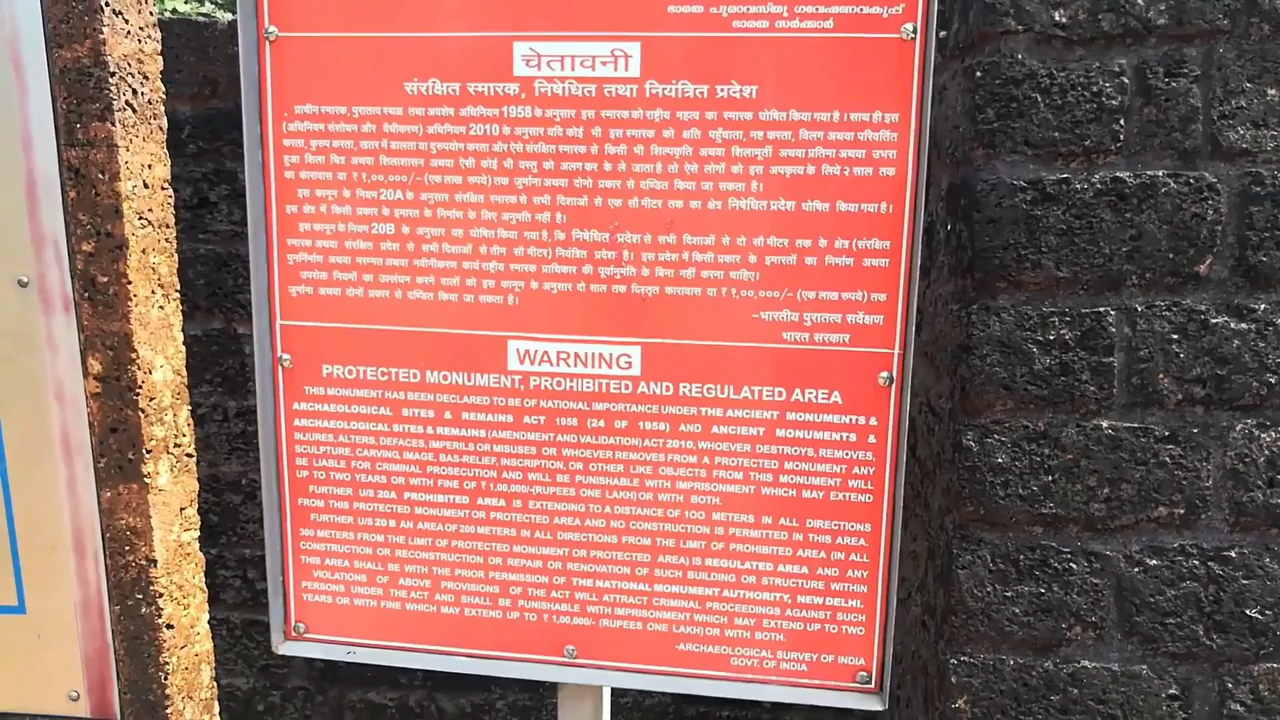 ഭാരത പുരാവസ്തു ഗവേഷണവകുപ്പ്
ഭാരത സർക്കാർ
चेतावनी
संरक्षित स्मारक, निषेधित तथा नियंत्रित प्रदेश
प्राचीन स्मारक, पुरातत्व स्थळ तथा अवशेष अधिनियम 1958 के अनुसार इस स्मारक को राष्ट्रीय महत्व का स्मारक घोषित किया गया है । साथ ही इस
(अधिनियम संशोधन और वैधीकरण) अधिनियम 2010 के अनुसार यदि कोई भी इस स्मारक को क्षति पहुँचाता, नष्ट करता, विलग अथवा परिवर्तित
करता, कुरुप करता, खतर में डालता या दुरुपयोग करता और ऐसे संरक्षित स्मारक से किसी भी शिल्पकृति अथवा शिलामूर्ती अथवा प्रतिमा अथवा उभरा
हुआ शिला चित्र अथवा शिलाशासन अथवा ऐसी कोई भी वस्तु को अलग कर के ले जाता है तो ऐसे लोगों को इस अपकृत्य के लिये २ साल तक
का कारावास या ₹ १,००,०००/– (एक लाख रुपये) तक जुर्माना अथवा दोनो प्रकार से दण्डित किया जा सकता है।
इस कानून के नियम 20A के अनुसार संरक्षित स्मारक से सभी दिशाओं से एक सौ मीटर तक का क्षेत्र निषेधित प्रदेश घोषित किया गया है।
इस क्षेत्र में किसी प्रकार के इमारत के निर्माण के लिए अनुमति नहीं है।
इस कानून के नियम 20B के अनुसार यह घोषित किया गया है, कि निषेधित प्रदेश से सभी दिशाओं से दो सौ मीटर तक के क्षेत्र (संरक्षित
स्मारक अथवा संरक्षित प्रदेश से सभी दिशाओं से तीन सौ मीटर) नियंत्रित प्रदेश है। इस प्रदेश में किसी प्रकार के इमारतों का निर्माण अथवा
पुनर्निर्माण अथवा मरम्मत अथवा नवीनीकरण कार्य राष्ट्रीय स्मारक प्राधिकार की पूर्वानुमति के बिना नहीं करना चाहिए।
उपरोक्त नियमों का उल्लंघन करने वालों को इस कानून के अनुसार दो साल तक विस्तृत कारावास या ₹ १,००,०००/– (एक लाख रुपये) तक
जुर्माना अथवा दोनों प्रकार से दण्डित किया जा सकता है।
–भारतीय पुरातत्व सर्वेक्षण
भारत सरकार
WARNING
PROTECTED MONUMENT, PROHIBITED AND REGULATED AREA
THIS MONUMENT HAS BEEN DECLARED TO BE OF NATIONAL IMPORTANCE UNDER THE ANCIENT MONUMENTS &
ARCHAEOLOGICAL SITES & REMAINS ACT 1958 (24 OF 1958) AND ANCIENT MONUMENTS &
ARCHAEOLOGICAL SITES & REMAINS (AMENDMENT AND VALIDATION) ACT 2010, WHOEVER DESTROYS, REMOVES,
INJURES, ALTERS, DEFACES, IMPERILS OR MISUSES OR WHOEVER REMOVES FROM A PROTECTED MONUMENT ANY
SCULPTURE, CARVING, IMAGE, BAS-RELIEF, INSCRIPTION, OR OTHER LIKE OBJECTS FROM THIS MONUMENT WILL
BE LIABLE FOR CRIMINAL PROSECUTION AND WILL BE PUNISHABLE WITH IMPRISONMENT WHICH MAY EXTEND
UP TO TWO YEARS OR WITH FINE OF ₹ 1,00,000/-(RUPEES ONE LAKH) OR WITH BOTH.
FURTHER U/S 20A PROHIBITED AREA IS EXTENDING TO A DISTANCE OF 100 METERS IN ALL DIRECTIONS
FROM THIS PROTECTED MONUMENT OR PROTECTED AREA AND NO CONSTRUCTION IS PERMITTED IN THIS AREA.
FURTHER U/S 20 B AN AREA OF 200 METERS IN ALL DIRECTIONS FROM THE LIMIT OF PROHIBITED AREA (IN ALL
300 METERS FROM THE LIMIT OF PROTECTED MONUMENT OR PROTECTED AREA) IS REGULATED AREA AND ANY
CONSTRUCTION OR RECONSTRUCTION OR REPAIR OR RENOVATION OF SUCH BUILDING OR STRUCTURE WITHIN
THIS AREA SHALL BE WITH THE PRIOR PERMISSION OF THE NATIONAL MONUMENT AUTHORITY, NEW DELHI.
VIOLATIONS OF ABOVE PROVISIONS OF THE ACT WILL ATTRACT CRIMINAL PROCEEDINGS AGAINST SUCH
PERSONS UNDER THE ACT AND SHALL BE PUNISHABLE WITH IMPRISONMENT WHICH MAY EXTEND UP TO TWO
YEARS OR WITH FINE WHICH MAY EXTEND UP TO ₹ 1,00,000/- (RUPEES ONE LAKH) OR WITH BOTH.
-ARCHAEOLOGICAL SURVEY OF INDIA
GOVT. OF INDIA